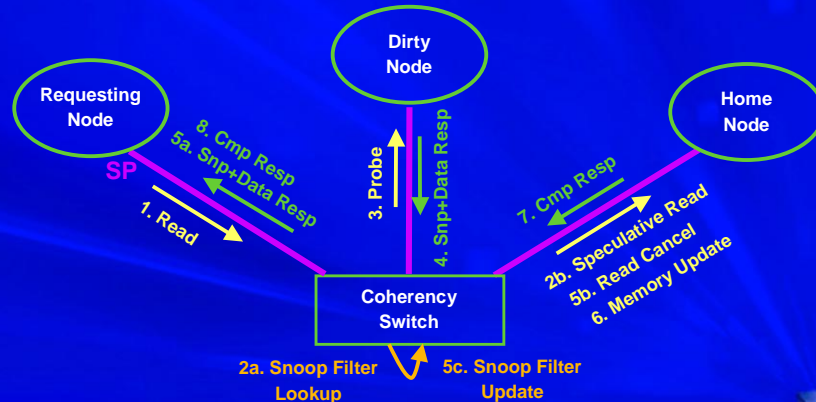 Dirty
Node
Requesting
Node
Home
Node
SP
8. Cmp Resp
5a. Snp+Data Resp
1. Read
3. Probe
4. Snp+Data Resp
7. Cmp Resp
2b. Speculative Read
5b. Read Cancel
6. Memory Update
Coherency
Switch
2a. Snoop Filter
Lookup
5c. Snoop Filter
Update